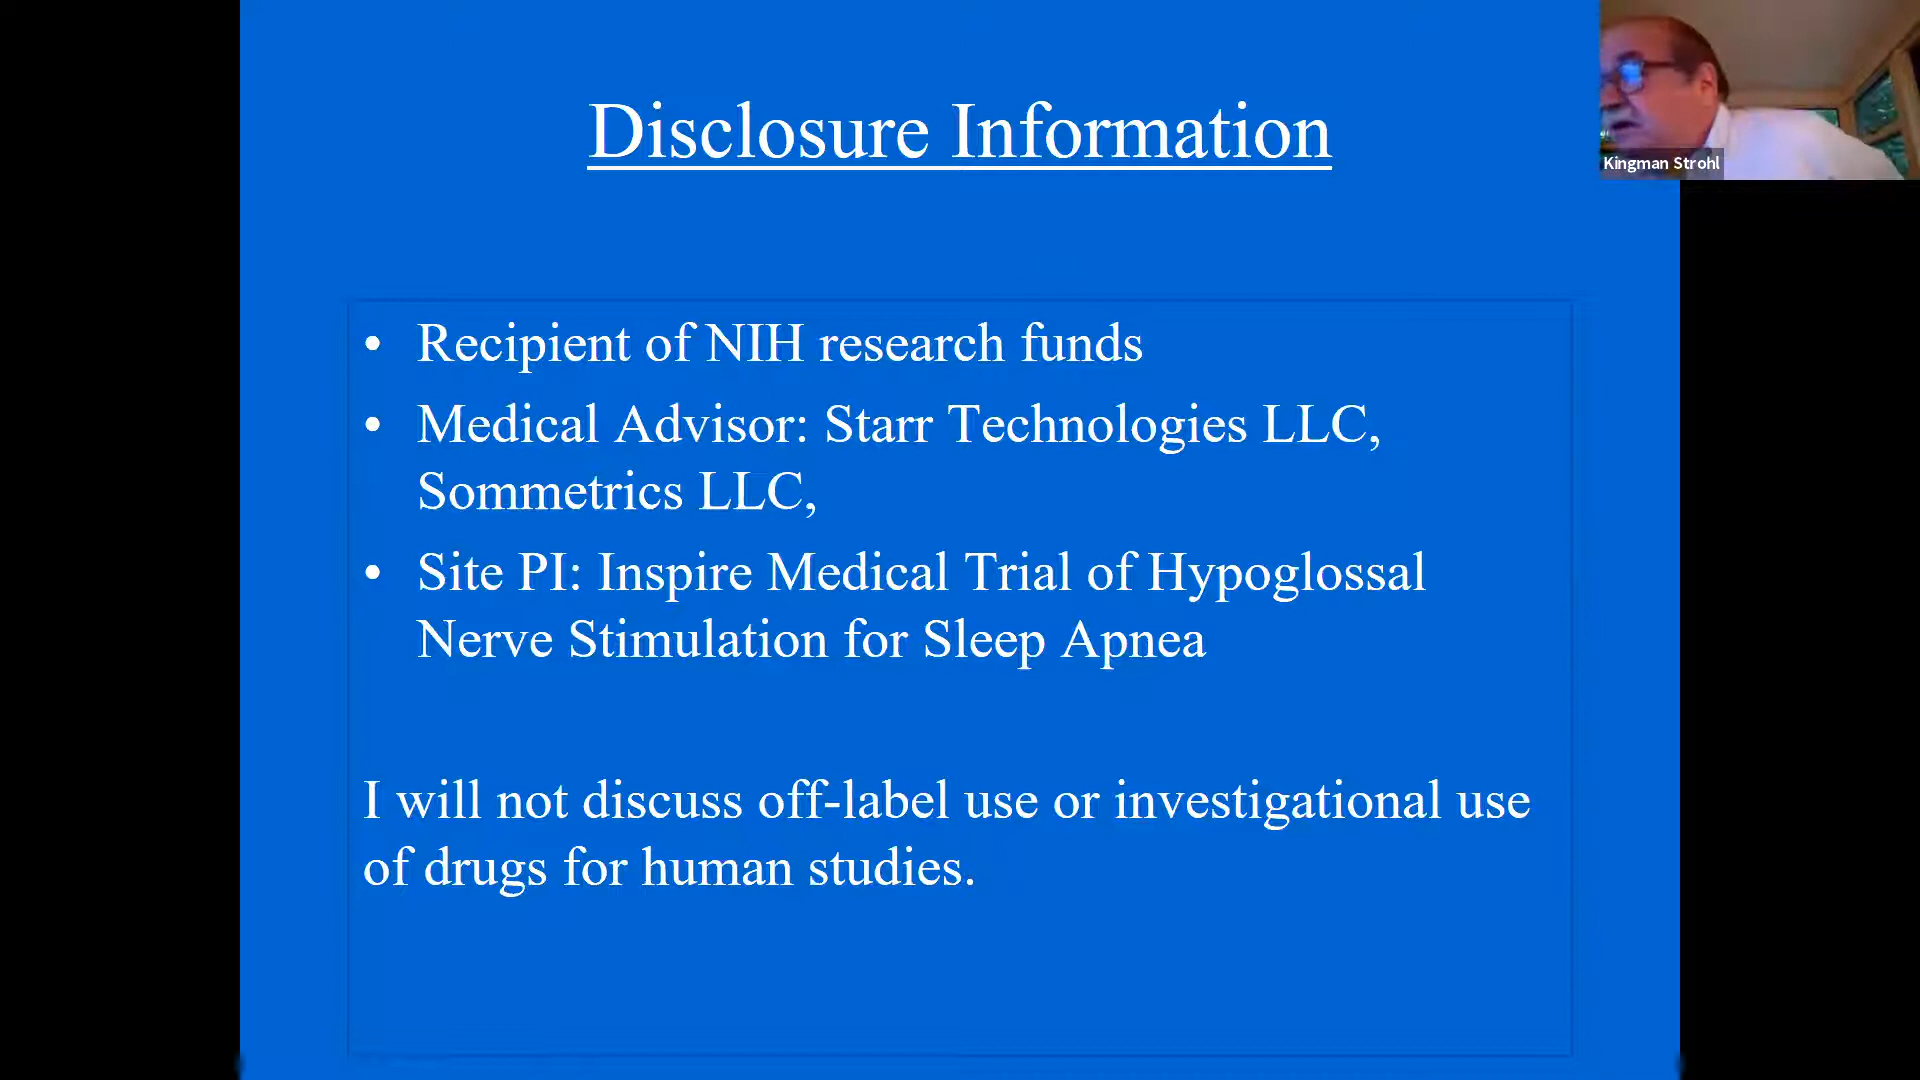 Disclosure Information
Kingman Strohl
• Recipient of NIH research funds
• Medical Advisor: Starr Technologies LLC,
Sommetrics LLC,
• Site PI: Inspire Medical Trial of Hypoglossal
Nerve Stimulation for Sleep Apnea
I will not discuss off-label use or investigational use
of drugs for human studies.